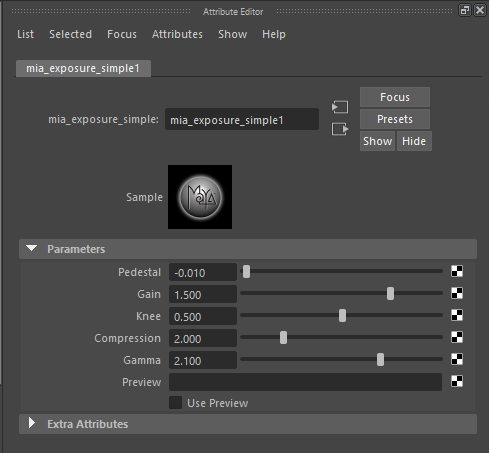 Attribute Editor
List Selected Focus Attributes Show Help
mia_exposure_simple1
Focus
mia_exposure_simple: mia_exposure_simple1 Presets
Show Hide
Sample MAYA
Parameters
Pedestal -0.010
Gain 1.500
Knee 0.500
Compression 2.000
Gamma 2.100
Preview
Use Preview
Extra Attributes